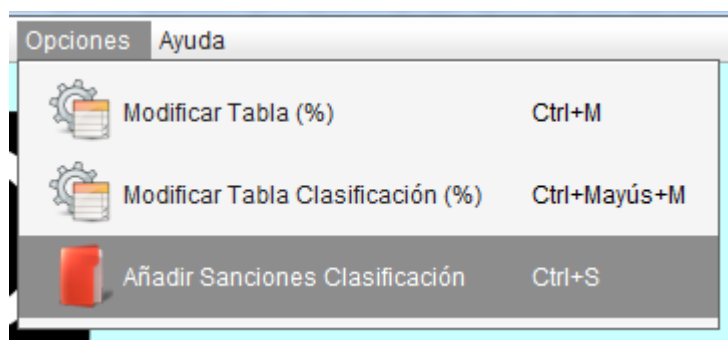 Opciones Ayuda
Modificar Tabla (%) Ctrl+M
Modificar Tabla Clasificación (%) Ctrl+Mayús+M
Añadir Sanciones Clasificación Ctrl+S